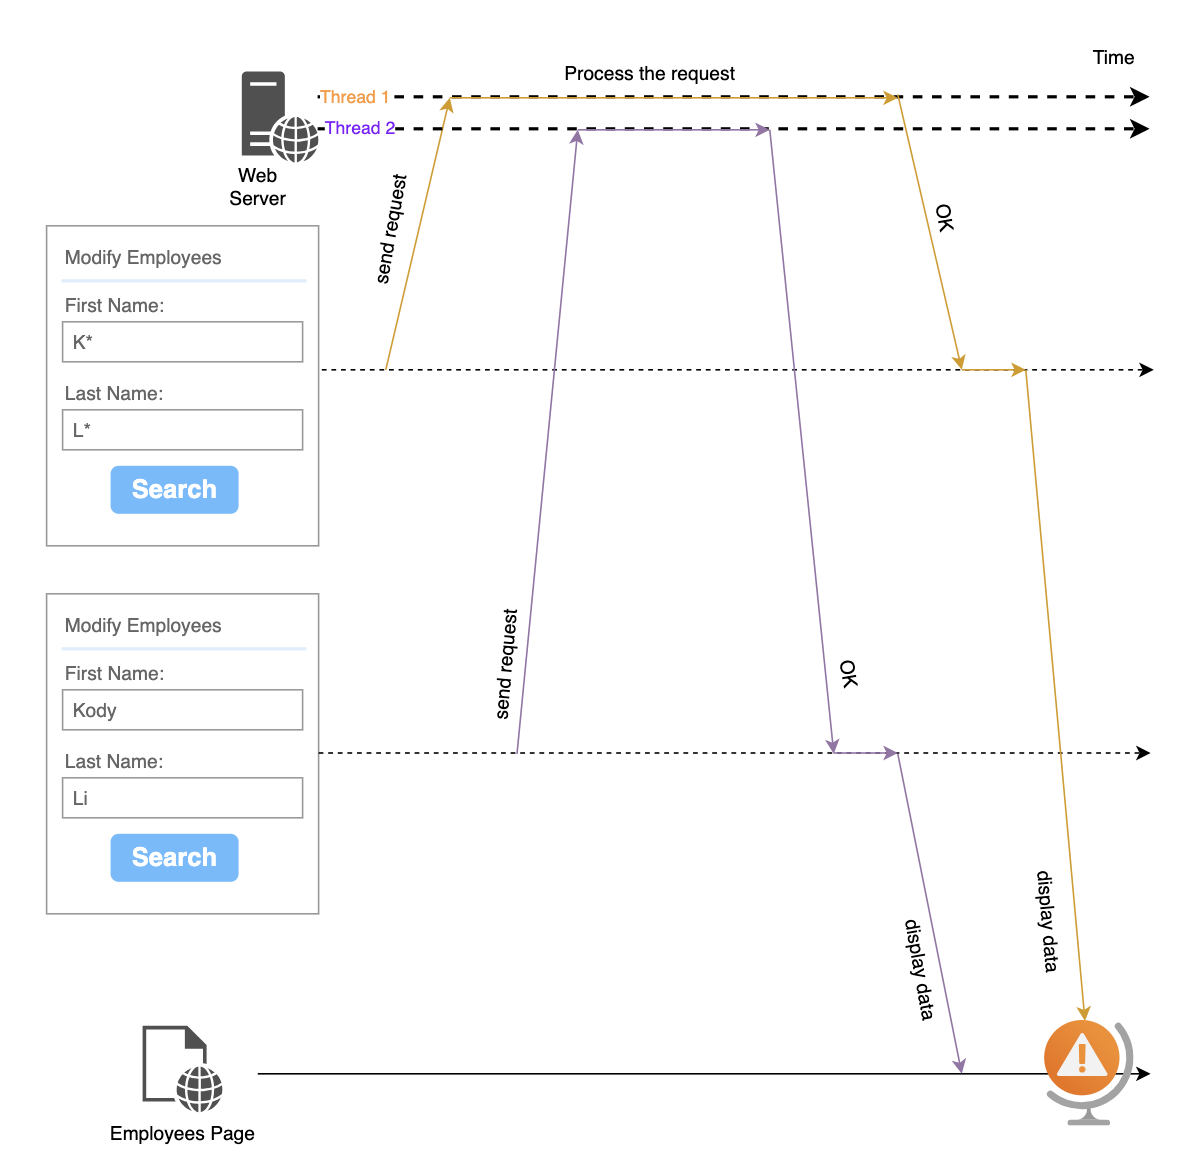 Time
Process the request
Thread 1
Thread 2
Web
Server
send request
OK
Modify Employees
First Name:
K*
Last Name:
L*
Search
Modify Employees
First Name:
Kody
Last Name:
Li
Search
send request
OK
display data
display data
Employees Page